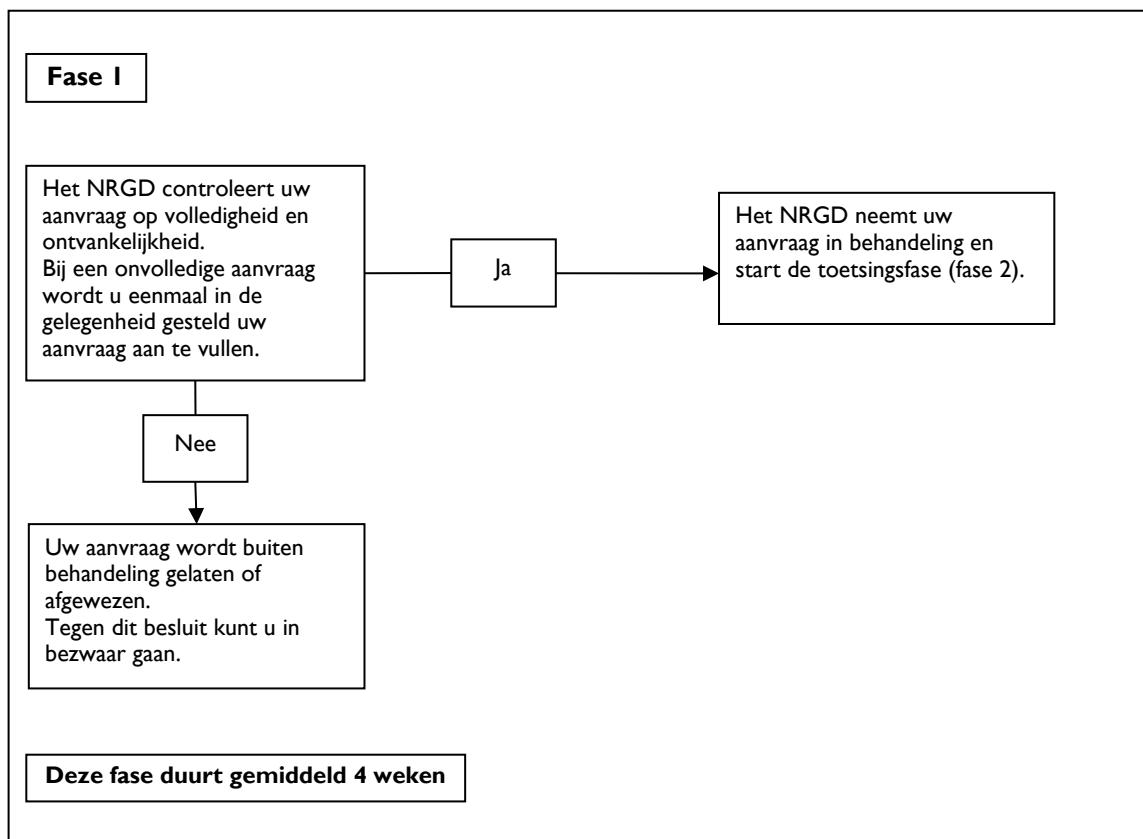 Fase 1
Het NRGD controleert uw
aanvraag op volledigheid en
ontvankelijkheid.
Bij een onvolledige aanvraag
wordt u eenmaal in de
gelegenheid gesteld uw
aanvraag aan te vullen.
Ja
Het NRGD neemt uw
aanvraag in behandeling en
start de toetsingsfase (fase 2).
Nee
Uw aanvraag wordt buiten
behandeling gelaten of
afgewezen.
Tegen dit besluit kunt u in
bezwaar gaan.
Deze fase duurt gemiddeld 4 weken